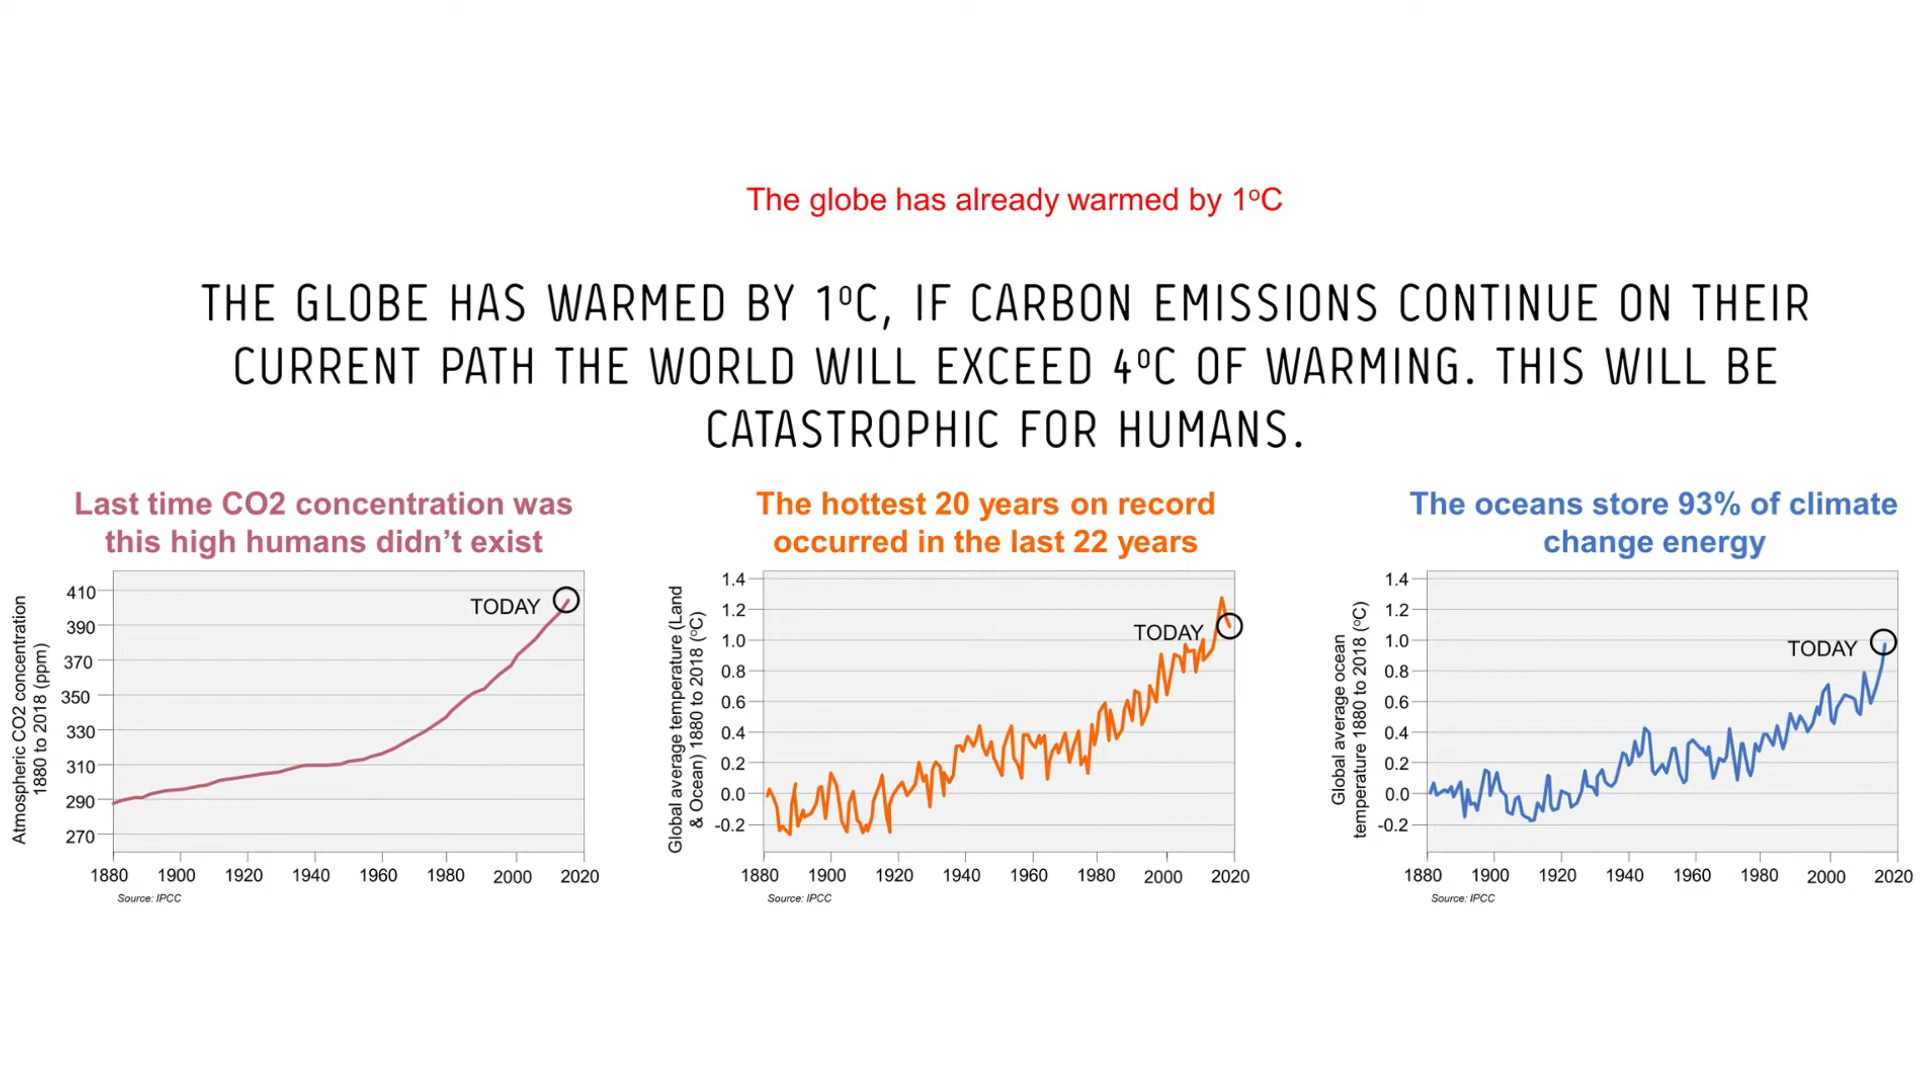 The globe has already warmed by 1ºC
THE GLOBE HAS WARMED BY 1ºC, IF CARBON EMISSIONS CONTINUE ON THEIR
CURRENT PATH THE WORLD WILL EXCEED 4ºC OF WARMING. THIS WILL BE
CATASTROPHIC FOR HUMANS.
Last time CO2 concentration was
this high humans didn’t exist
Atmospheric CO2 concentration
1880 to 2018 (ppm)
410
390
370
350
330
310
290
270
TODAY
1880 1900 1920 1940 1960 1980 2000 2020
Source: IPCC
The hottest 20 years on record
occurred in the last 22 years
Global average temperature (Land
& Ocean) 1880 to 2018 (ºC)
1.4
1.2
1.0
0.8
0.6
0.4
0.2
0.0
-0.2
TODAY
1880 1900 1920 1940 1960 1980 2000 2020
Source: IPCC
The oceans store 93% of climate
change energy
Global average ocean
temperature 1880 to 2018 (ºC)
1.4
1.2
1.0
0.8
0.6
0.4
0.2
0.0
-0.2
TODAY
1880 1900 1920 1940 1960 1980 2000 2020
Source: IPCC